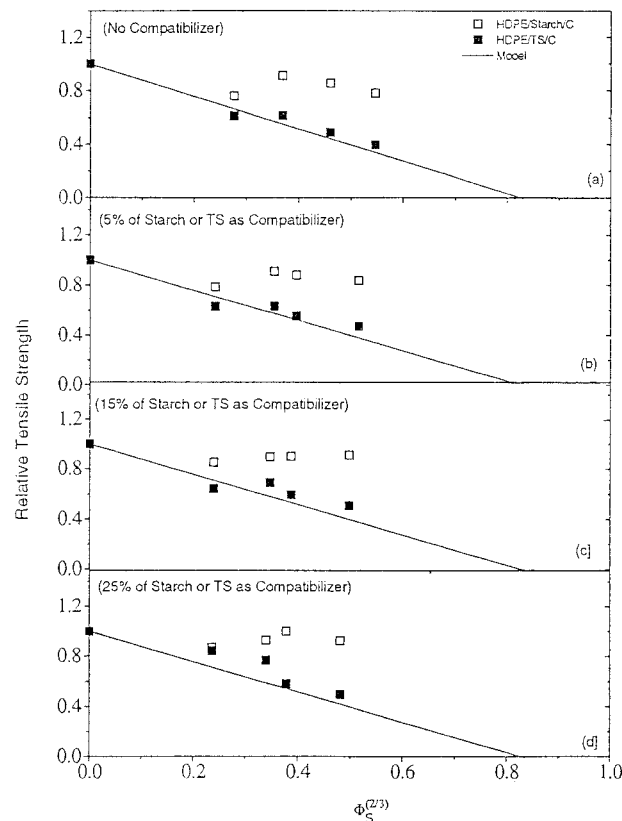 1.2
(No Compatibilizer)
HDPE/Starch/C
HDPE/TS/C
Model
0.8
0.4
(a)
0.0
(5% of Starch or TS as Compatibilizer)
1.2
0.8
0.4
(b)
0.0
(15% of Starch or TS as Compatibilizer)
1.2
0.8
0.4
(c]
0.0
(25% of Starch or TS as Compatibilizer)
1.2
0.8
0.4
(d]
0.0
0.0 0.2 0.4 0.6 0.8 1.0
Φ_S^(2/3)
Relative Tensile Strength